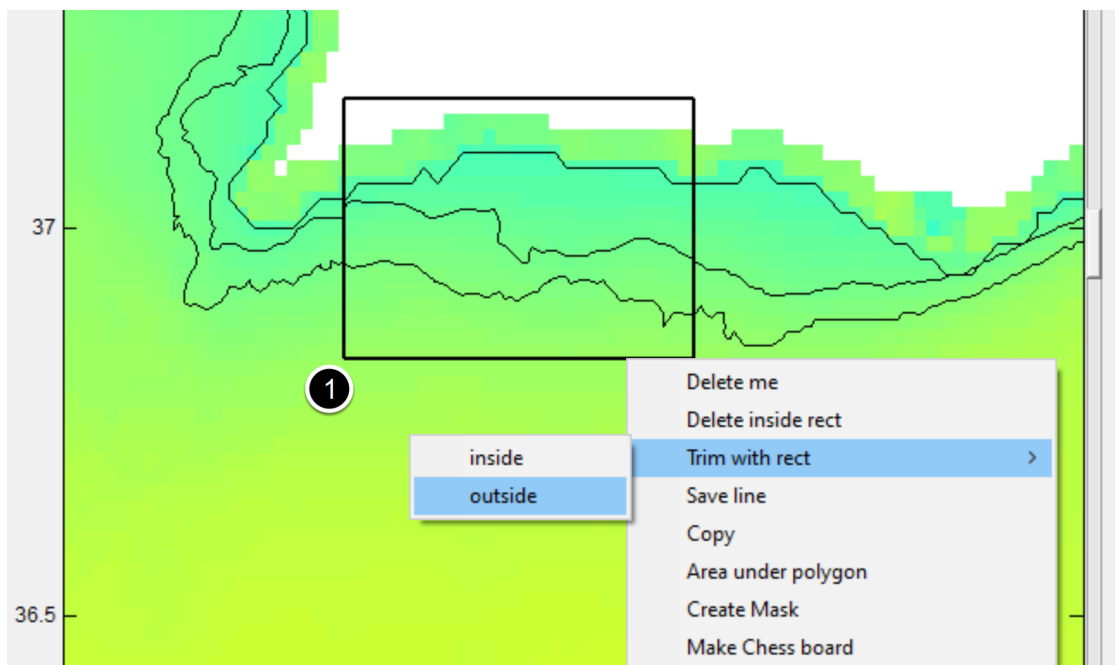 37
1
Delete me
Delete inside rect
inside
Trim with rect
outside
Save line
Copy
Area under polygon
Create Mask
36.5
Make Chess board